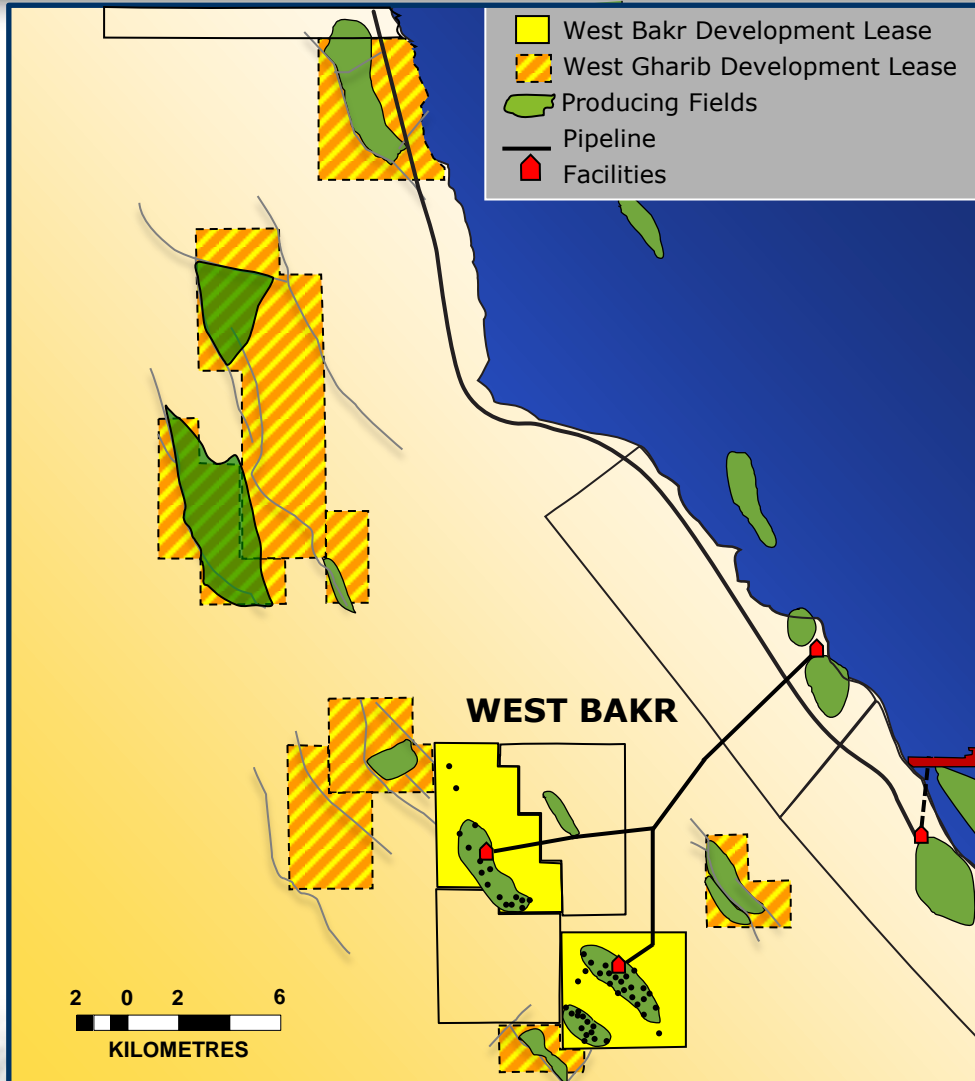 West Bakr Development Lease
West Gharib Development Lease
Producing Fields
Pipeline
Facilities
WEST BAKR
2 0 2 6
KILOMETRES